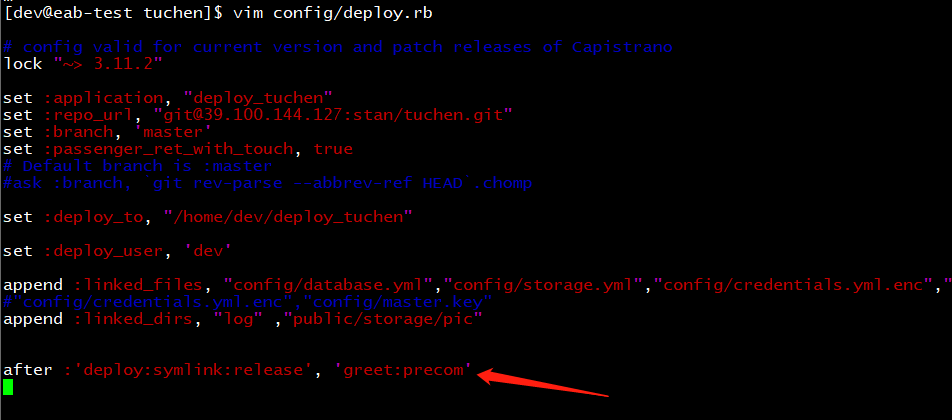 [dev@eab-test tuchen]$ vim config/deploy.rb
# config valid for current version and patch releases of Capistrano
lock "~> 3.11.2"
set :application, "deploy_tuchen"
set :repo_url, "git@39.100.144.127:stan/tuchen.git"
set :branch, 'master'
set :passenger_ret_with_touch, true
# Default branch is :master
#ask :branch, `git rev-parse --abbrev-ref HEAD`.chomp
set :deploy_to, "/home/dev/deploy_tuchen"
set :deploy_user, 'dev'
append :linked_files, "config/database.yml","config/storage.yml","config/credentials.yml.enc","
#"config/credentials.yml.enc","config/master.key"
append :linked_dirs, "log" ,"public/storage/pic"
after :'deploy:symlink:release', 'greet:precom'